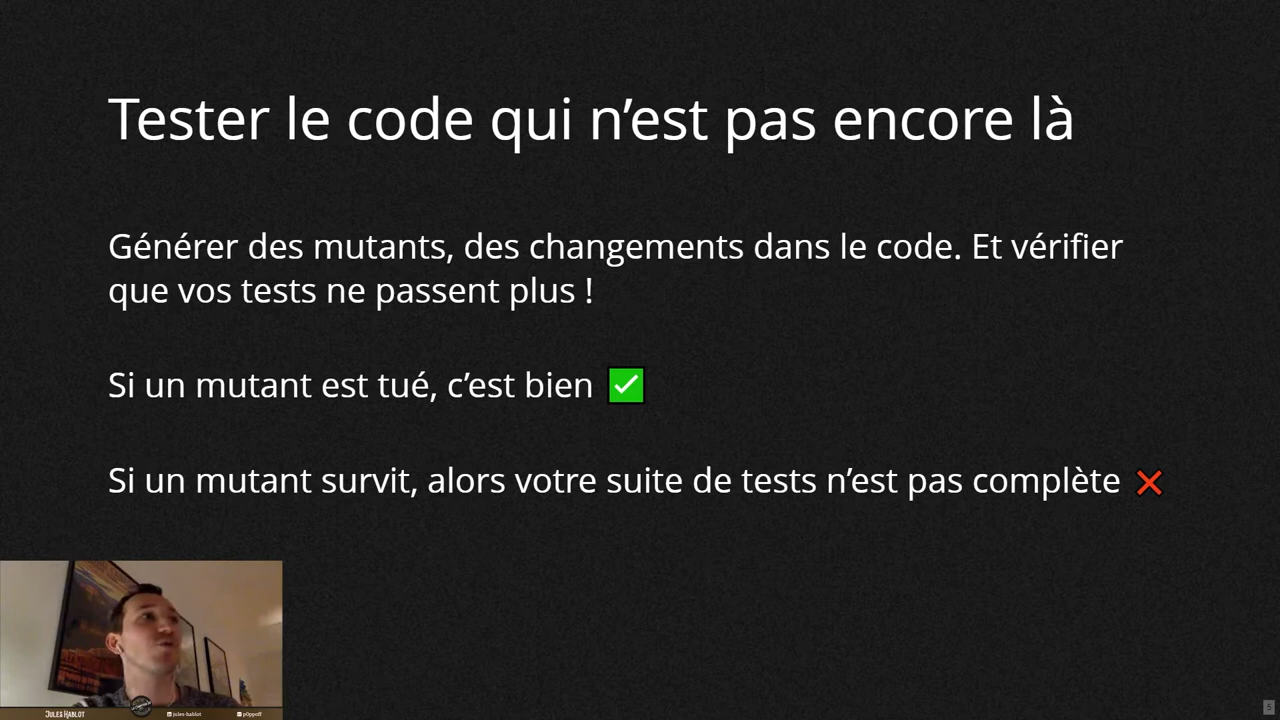 Tester le code qui n’est pas encore là
Générer des mutants, des changements dans le code. Et vérifier
que vos tests ne passent plus !
Si un mutant est tué, c’est bien ✅
Si un mutant survit, alors votre suite de tests n’est pas complète ❌
JULES HABLOT
jules-hablot
p0ppoff
5